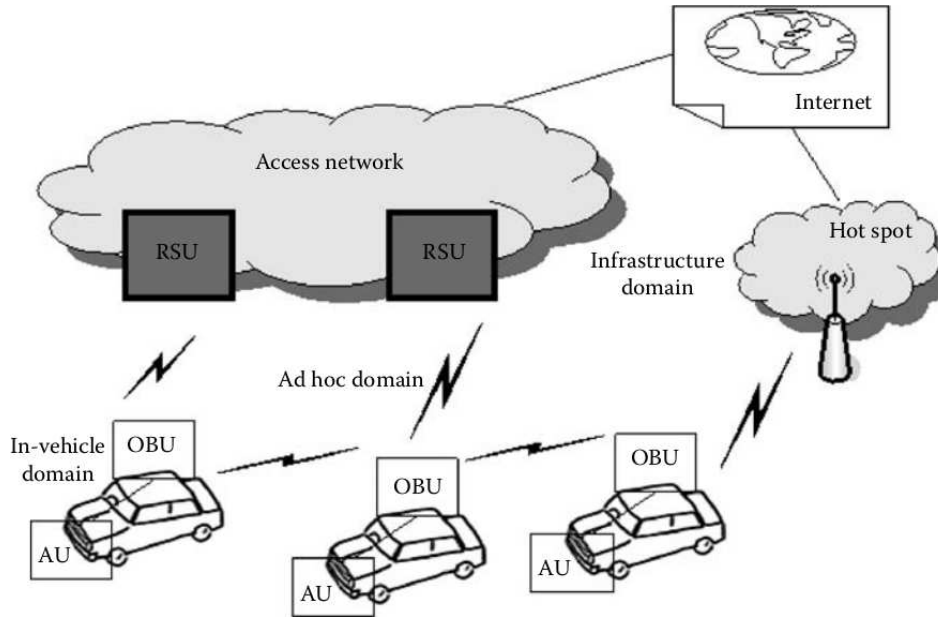 Internet
Access network
Hot spot
RSU
RSU
Infrastructure
domain
Ad hoc domain
In-vehicle
domain
OBU
OBU
OBU
AU
AU
AU